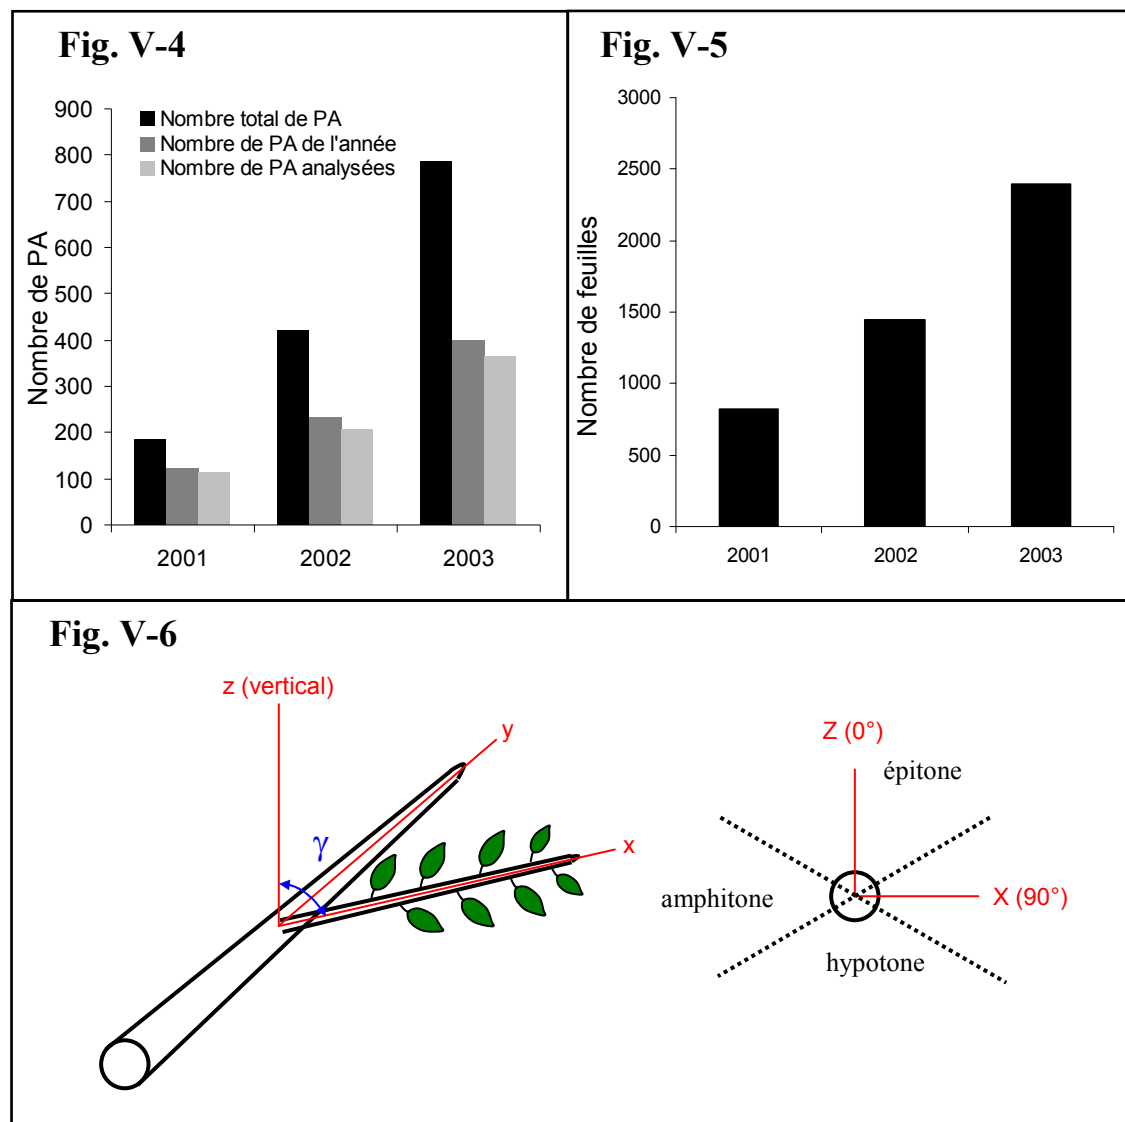 Fig. V-4
Nombre de PA
900
800
700
600
500
400
300
200
100
0
Nombre total de PA
Nombre de PA de l'année
Nombre de PA analysées
2001 2002 2003
Fig. V-5
Nombre de feuilles
3000
2500
2000
1500
1000
500
0
2001 2002 2003
Fig. V-6
z (vertical)
y
γ
x
Z (0°)
épitone
amphitone
X (90°)
hypotone